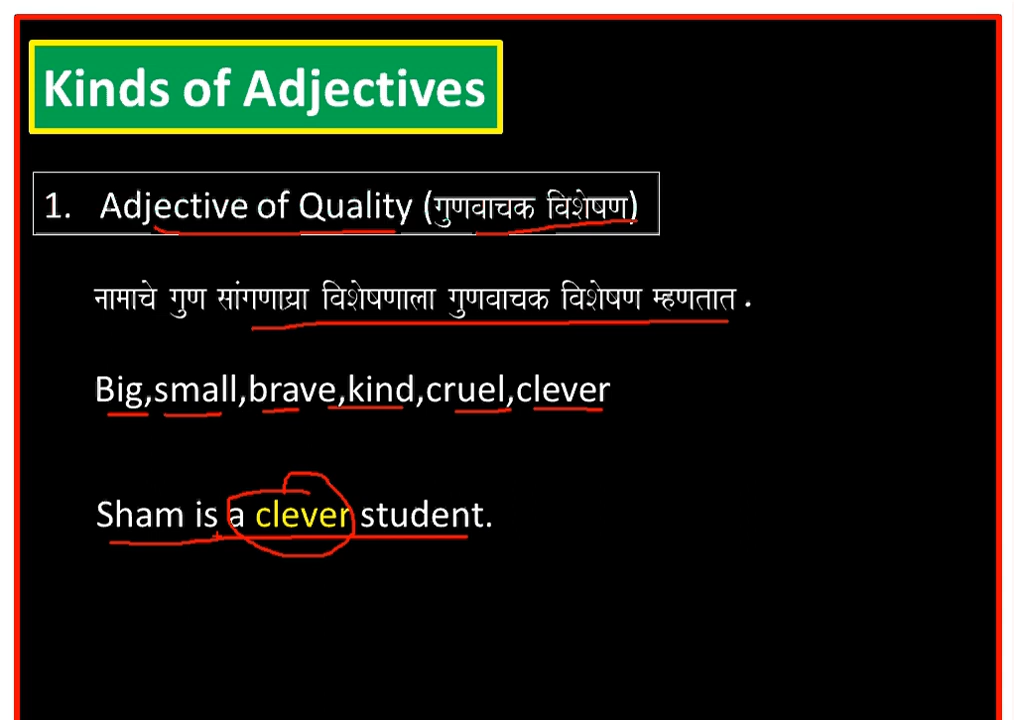 Kinds of Adjectives
1. Adjective of Quality (गुणवाचक विशेषण)
नामाचे गुण सांगणाऱ्या विशेषणाला गुणवाचक विशेषण म्हणतात.
Big,small,brave,kind,cruel,clever
Sham is a clever student.